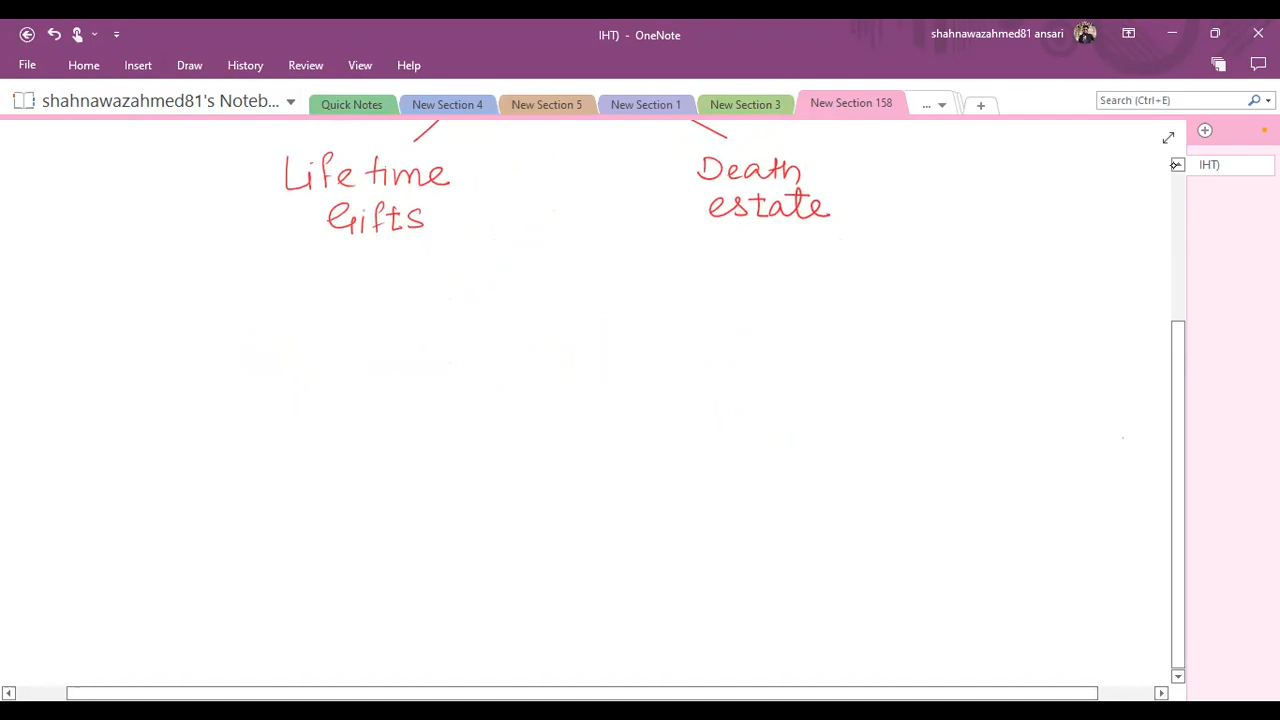 IHT) - OneNote
shahnawazahmed81 ansari
File Home Insert Draw History Review View Help
shahnawazahmed81's Noteb...
Quick Notes New Section 4 New Section 5 New Section 1 New Section 3 New Section 158 ...
Search (Ctrl+E)
IHT)
Life time
Gifts
Death
estate